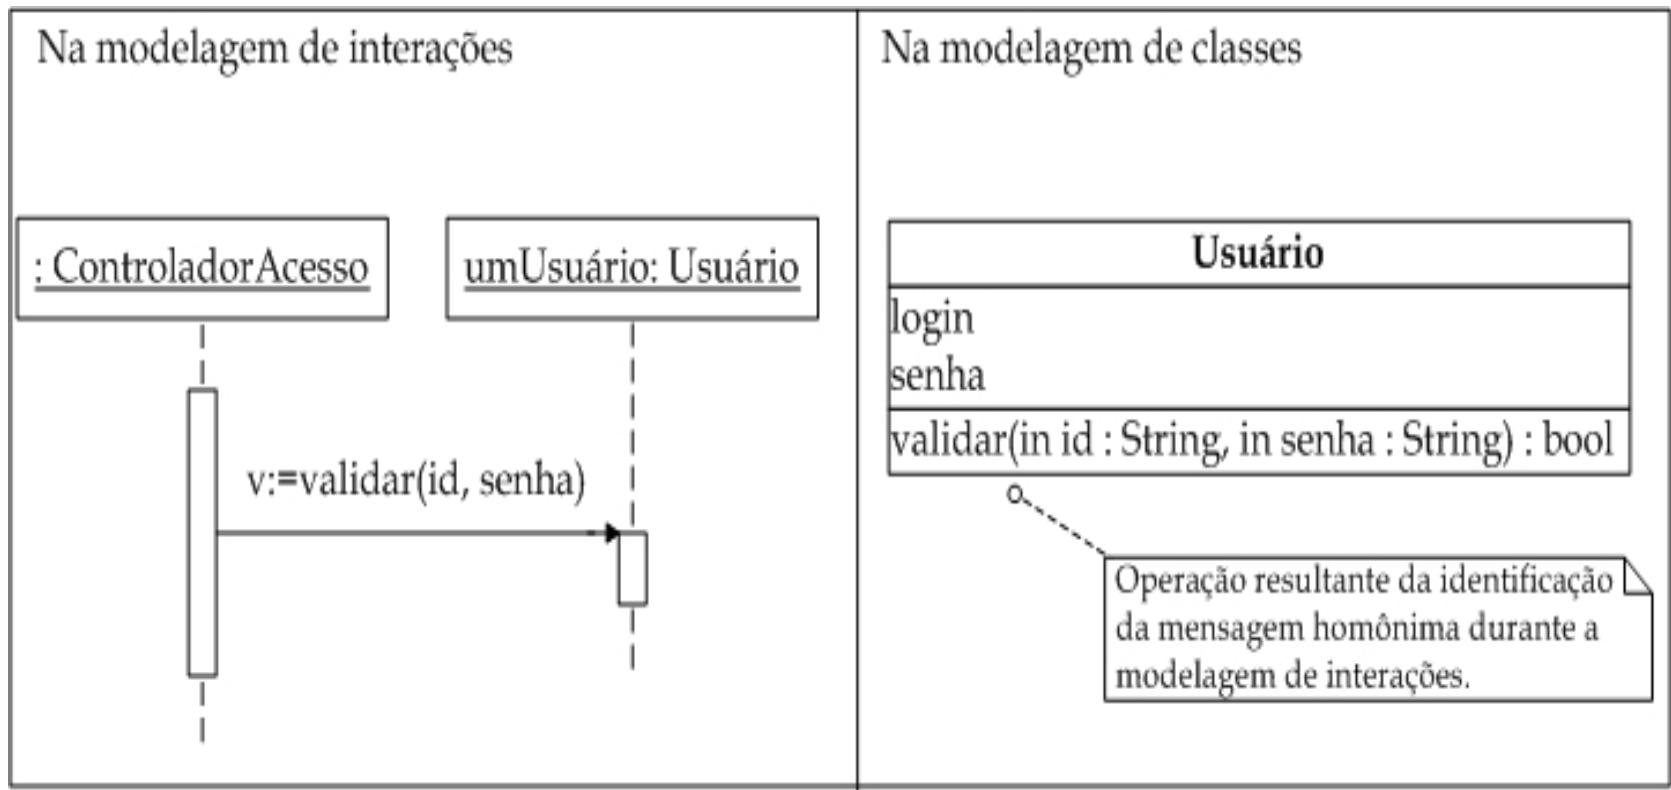 Na modelagem de interações
: ControladorAcesso
umUsuário: Usuário
v:=validar(id, senha)
Na modelagem de classes
Usuário
login
senha
validar(in id : String, in senha : String) : bool
Operação resultante da identificação
da mensagem homônima durante a
modelagem de interações.